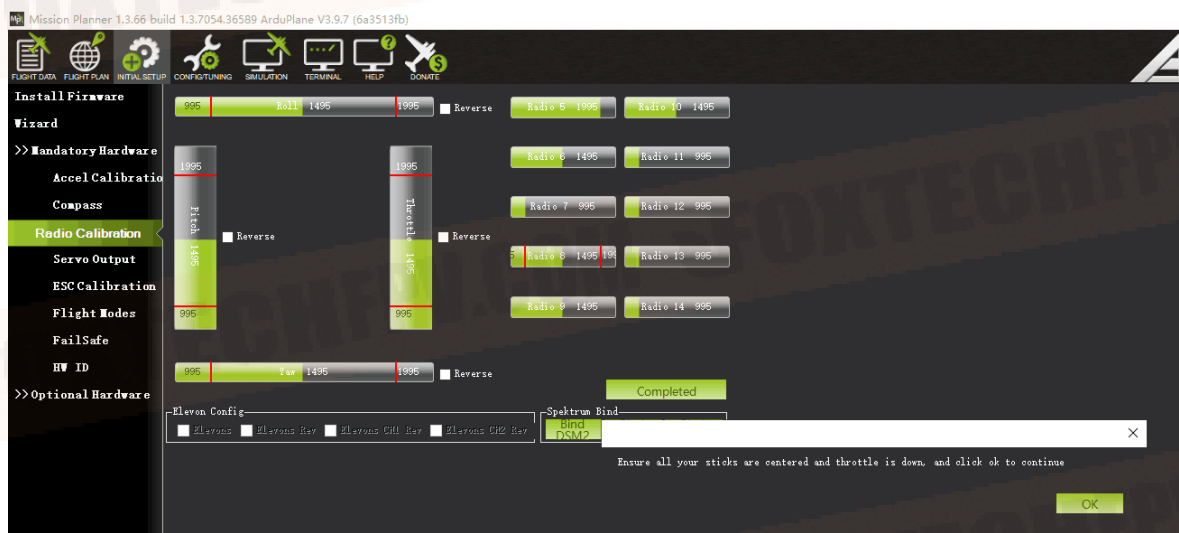 Mission Planner 1.3.66 build 1.3.7054.36589 ArduPlane V3.9.7 (6a3513fb)
FLIGHT DATA FLIGHT PLAN INITIAL SETUP CONFIG/TUNING SIMULATION TERMINAL HELP DONATE
Install Firmware
Wizard
>> Mandatory Hardware
Accel Calibratio
Compass
Radio Calibration
Servo Output
ESC Calibration
Flight Modes
FailSafe
HW ID
>> Optional Hardware
995 Roll 1495 1995 Reverse
Radio 5 1995 Radio 10 1495
1995 1995
Radio 6 1495 Radio 11 995
Pitch 1495 Reverse
Throttle 1495 Reverse
Radio 7 995 Radio 12 995
Radio 8 1495 Radio 13 995
995 995
Radio 9 1495 Radio 14 995
995 Yaw 1495 1995 Reverse
Completed
Elevon Config
Elevons Elevons Rev Elevons CH1 Rev Elevons CH2 Rev
Spektrum Bind
Bind
DSM2
Ensure all your sticks are centered and throttle is down, and click ok to continue
OK